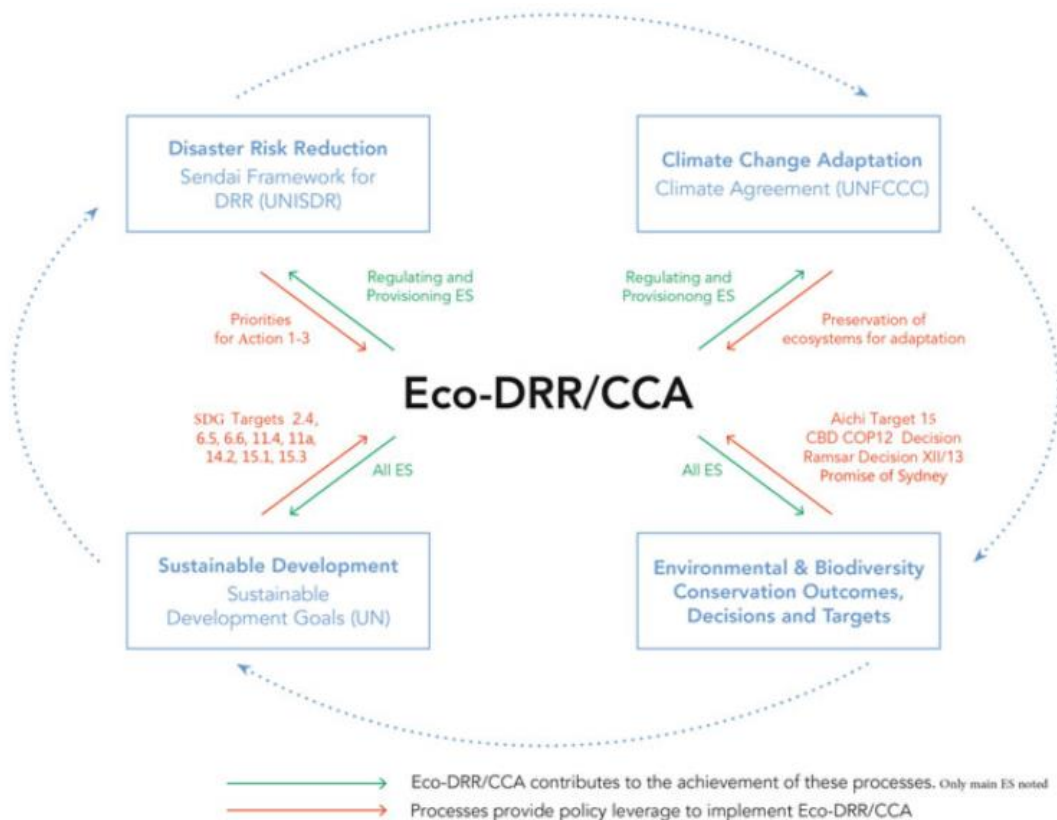 Disaster Risk Reduction
Sendai Framework for
DRR (UNISDR)
Climate Change Adaptation
Climate Agreement (UNFCCC)
Regulating and
Provisioning ES
Priorities
for Action 1-3
Regulating and
Provisionong ES
Preservation of
ecosystems for adaptation
Eco-DRR/CCA
SDG Targets 2.4,
6.5, 6.6, 11.4, 11a,
14.2, 15.1, 15.3
All ES
All ES
Aichi Target 15
CBD COP12 Decision
Ramsar Decision XII/13
Promise of Sydney
Sustainable Development
Sustainable
Development Goals (UN)
Environmental & Biodiversity
Conservation Outcomes,
Decisions and Targets
Eco-DRR/CCA contributes to the achievement of these processes. Only main ES noted
Processes provide policy leverage to implement Eco-DRR/CCA